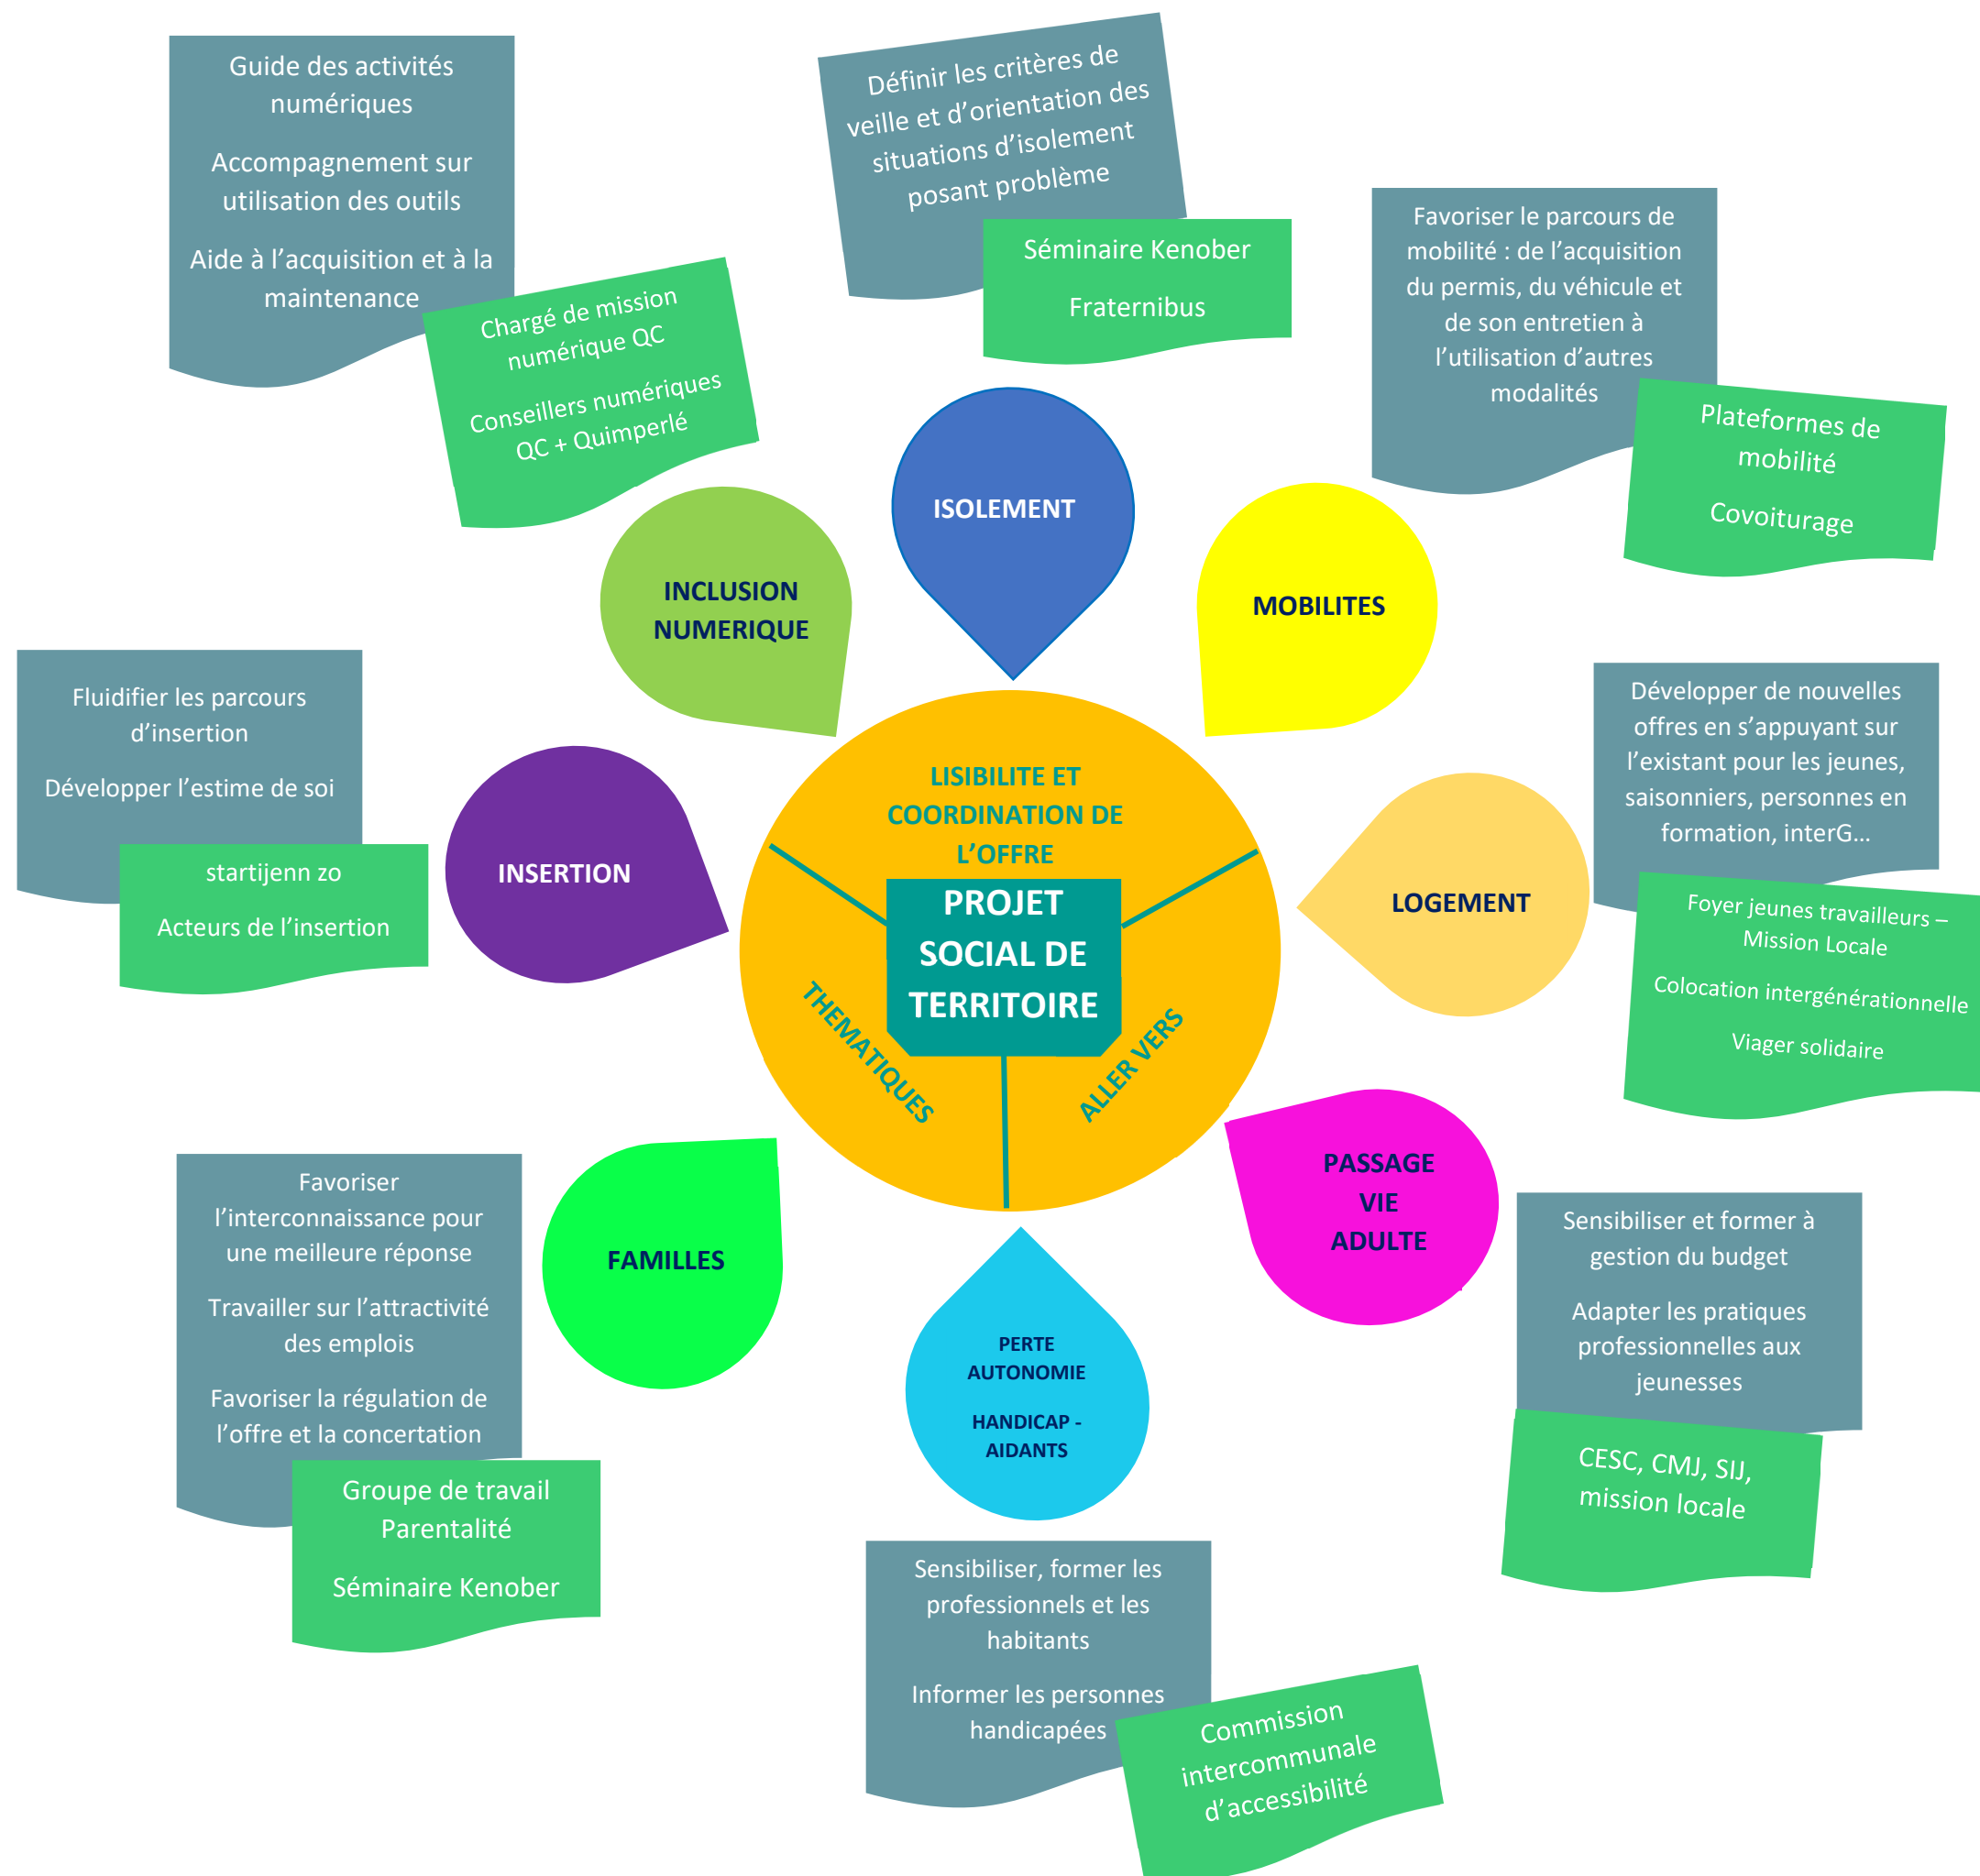 Guide des activités
numériques
Accompagnement sur
utilisation des outils
Aide à l’acquisition et à la
maintenance
Chargé de mission
numérique QC
Conseillers numériques
QC + Quimperlé
Définir les critères de
veille et d’orientation des
situations d’isolement
posant problème
Séminaire Kenober
Fraternibus
Favoriser le parcours de
mobilité : de l’acquisition
du permis, du véhicule et
de son entretien à
l’utilisation d’autres
modalités
Plateformes de
mobilité
Covoiturage
ISOLEMENT
INCLUSION
NUMERIQUE
MOBILITES
Fluidifier les parcours
d’insertion
Développer l’estime de soi
startijenn zo
Acteurs de l’insertion
INSERTION
LISIBILITE ET
COORDINATION DE
L’OFFRE
PROJET
SOCIAL DE
TERRITOIRE
THEMATIQUES
ALLER VERS
LOGEMENT
Développer de nouvelles
offres en s’appuyant sur
l’existant pour les jeunes,
saisonniers, personnes en
formation, interG…
Foyer jeunes travailleurs –
Mission Locale
Colocation intergénérationnelle
Viager solidaire
Favoriser
l’interconnaissance pour
une meilleure réponse
Travailler sur l’attractivité
des emplois
Favoriser la régulation de
l’offre et la concertation
Groupe de travail
Parentalité
Séminaire Kenober
FAMILLES
PERTE
AUTONOMIE
HANDICAP -
AIDANTS
PASSAGE
VIE
ADULTE
Sensibiliser et former à
gestion du budget
Adapter les pratiques
professionnelles aux
jeunesses
CESC, CMJ, SIJ,
mission locale
Sensibiliser, former les
professionnels et les
habitants
Informer les personnes
handicapées
Commission
intercommunale
d’accessibilité